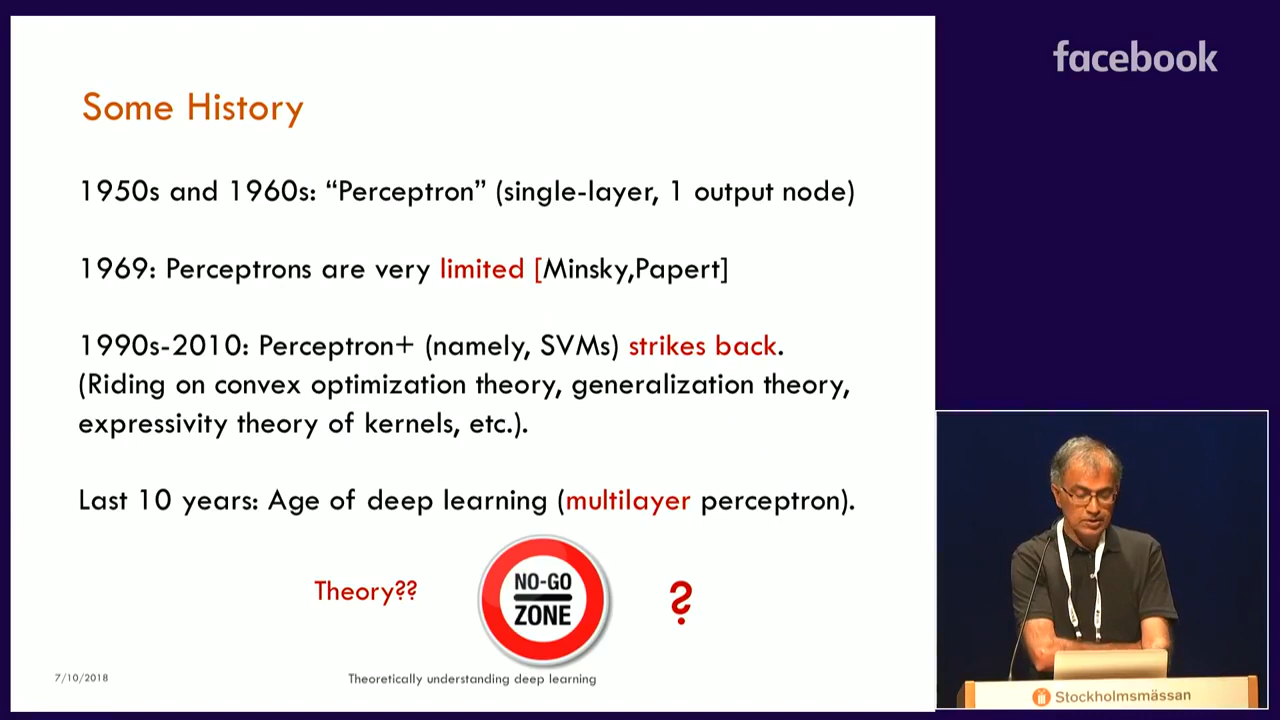 facebook
Some History
1950s and 1960s: “Perceptron” (single-layer, 1 output node)
1969: Perceptrons are very limited [Minsky,Papert]
1990s-2010: Perceptron+ (namely, SVMs) strikes back.
(Riding on convex optimization theory, generalization theory,
expressivity theory of kernels, etc.).
Last 10 years: Age of deep learning (multilayer perceptron).
Theory??
NO-GO
ZONE
?
7/10/2018
Theoretically understanding deep learning
Stockholmsmässan